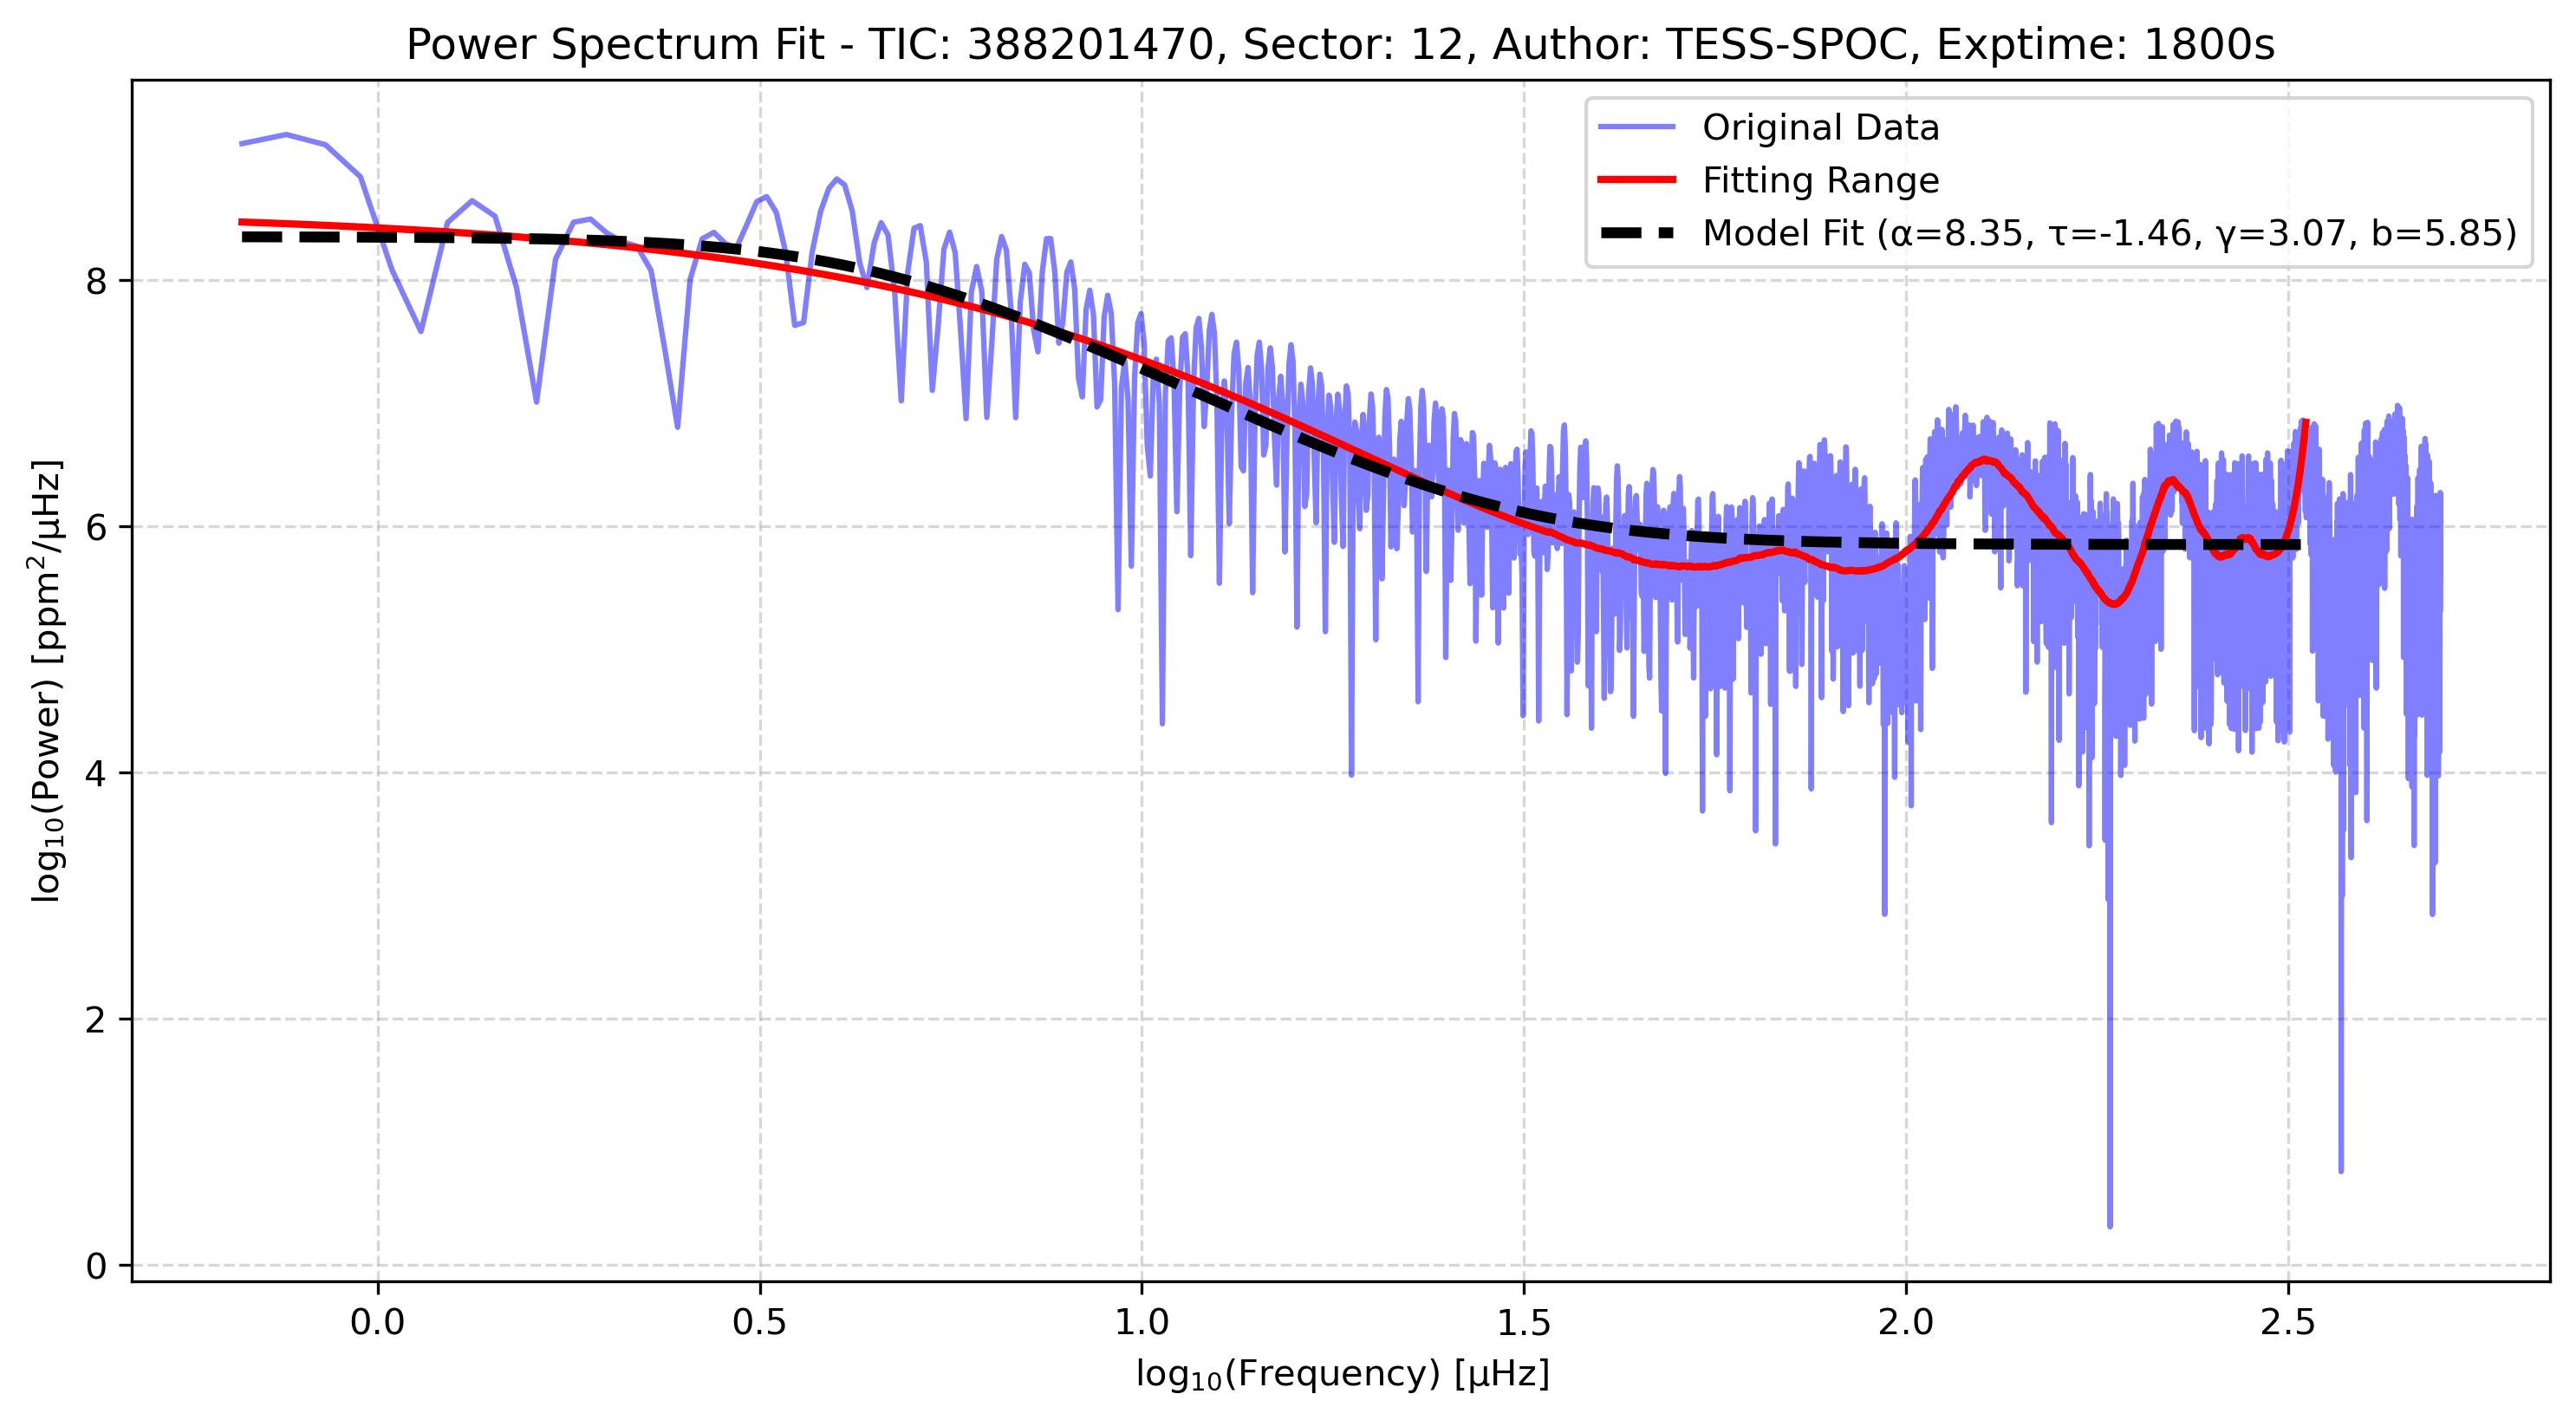 Power Spectrum Fit - TIC: 388201470, Sector: 12, Author: TESS-SPOC, Exptime: 1800s
Original Data
Fitting Range
Model Fit (α=8.35, τ=-1.46, γ=3.07, b=5.85)
log₁₀(Power) [ppm²/μHz]
8
6
4
2
0
0.0 0.5 1.0 1.5 2.0 2.5
log₁₀(Frequency) [μHz]